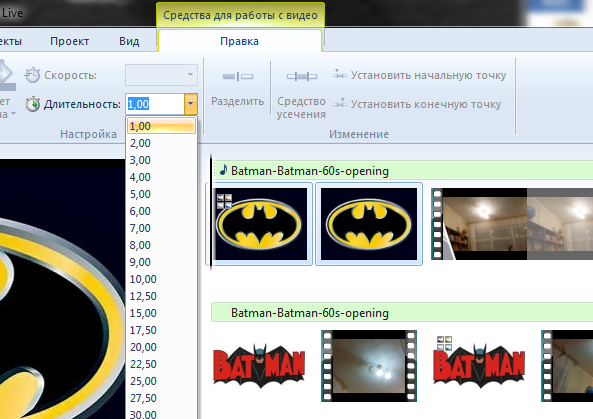 Live
Средства для работы с видео
екты
Проект
Вид
Правка
Скорость:
Длительность: 1,00
ет
Настройка
Разделить
Средство усечения
Установить начальную точку
Установить конечную точку
Изменение
1,00
2,00
3,00
4,00
5,00
6,00
7,00
8,00
9,00
10,00
12,50
15,00
17,50
20,00
22,50
25,00
27,50
30,00
Batman-Batman-60s-opening
Batman-Batman-60s-opening
BATMAN
BATMAN